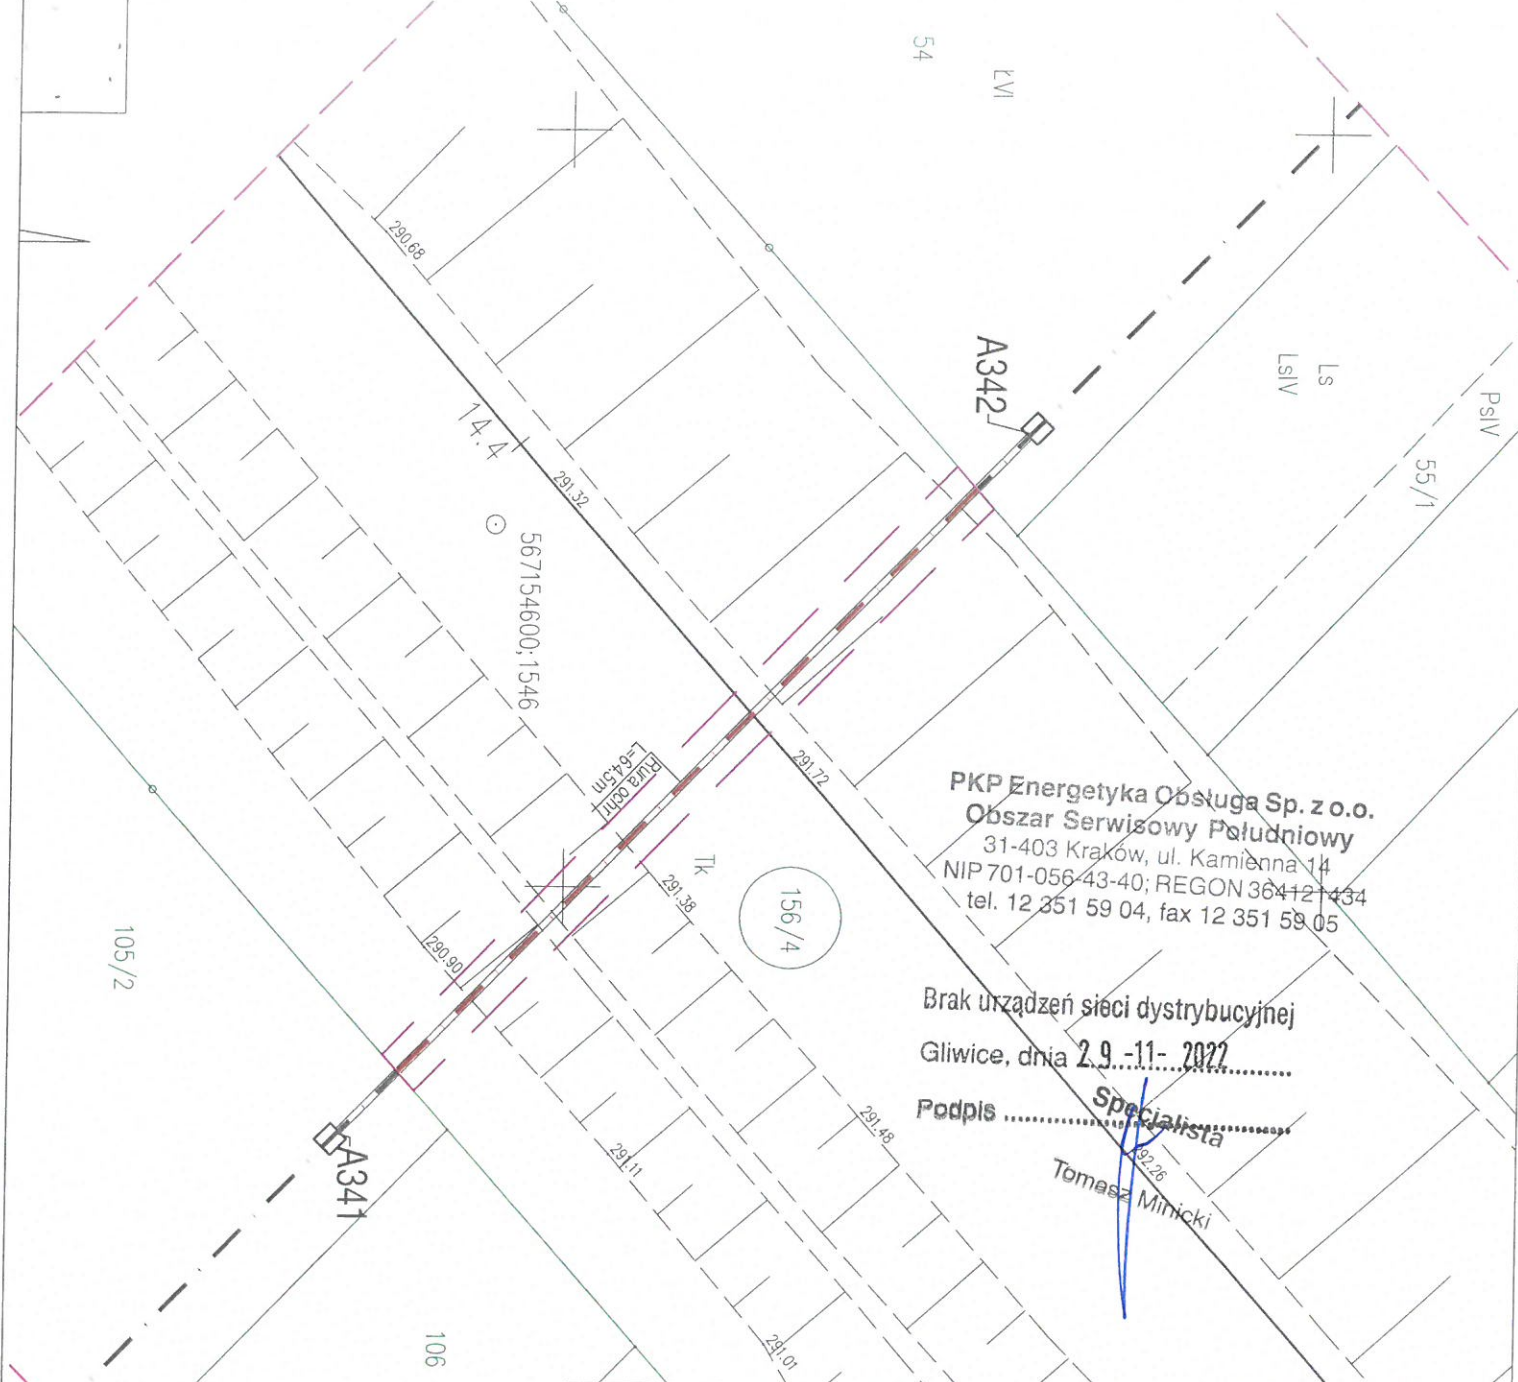 54
ŁVI
290.68
A342
Ls
LsIV
PsIV
55/1
14.4
291.32
567154600;1546
291.72
Rura ochr
L=64.5m
Tk
291.38
156/4
290.90
105/2
PKP Energetyka Obsługa Sp. z o.o.
Obszar Serwisowy Południowy
31-403 Kraków, ul. Kamienna 14
NIP 701-056-43-40; REGON 364121434
tel. 12 351 59 04, fax 12 351 59 05
Brak urządzeń sieci dystrybucyjnej
Gliwice, dnia 29.-11-.2022
Podpis
Specjalista
Tomasz Minicki
292.26
291.48
291.11
A341
106
291.01